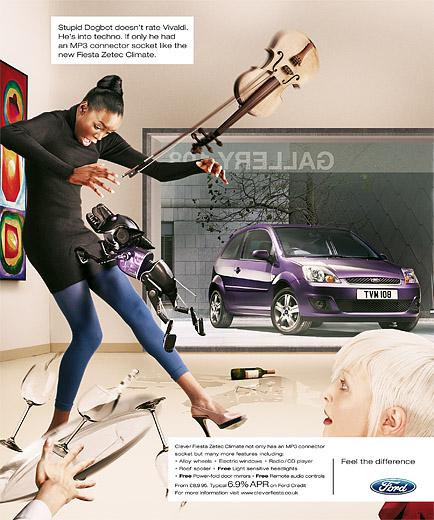 Stupid Dogbot doesn't rate Vivaldi.
He's into techno. If only he had
an MP3 connector socket like the
new Fiesta Zetec Climate.
GALLERY 108
TVM 108
Clever Fiesta Zetec Climate not only has an MP3 connector
socket but many more features including:
• Alloy wheels • Electric windows • Radio/CD player
• Roof spoiler • Free Light sensitive headlights
• Free Power-fold door mirrors • Free Remote audio controls
From £8,995. Typical 6.9% APR on Ford Credit
For more information visit www.cleverfiesta.co.uk
Feel the difference
Ford